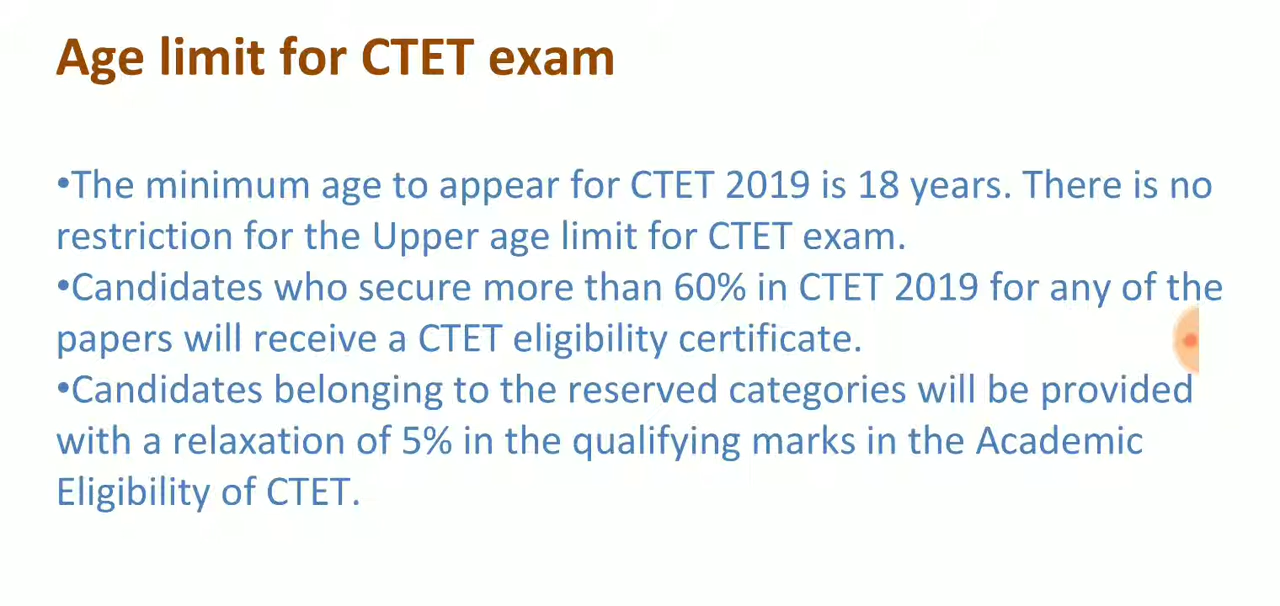 Age limit for CTET exam
•The minimum age to appear for CTET 2019 is 18 years. There is no
restriction for the Upper age limit for CTET exam.
•Candidates who secure more than 60% in CTET 2019 for any of the
papers will receive a CTET eligibility certificate.
•Candidates belonging to the reserved categories will be provided
with a relaxation of 5% in the qualifying marks in the Academic
Eligibility of CTET.